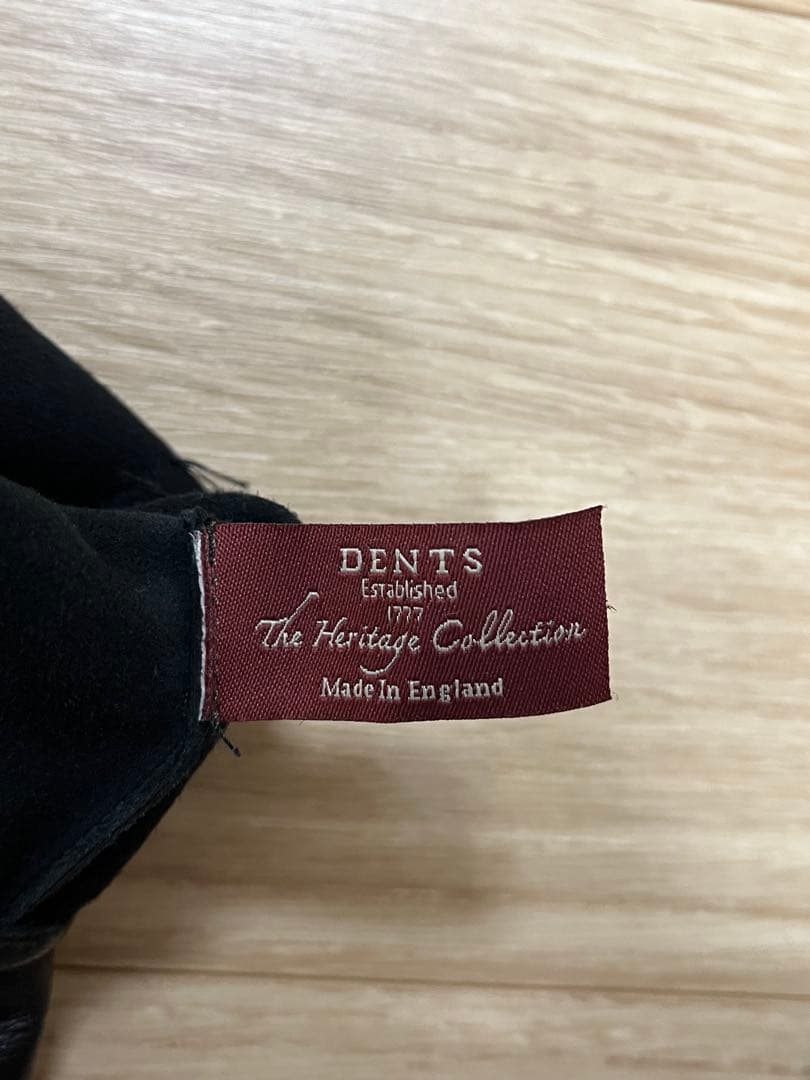 DENTS
Established
1777
The Heritage Collection
Made In England